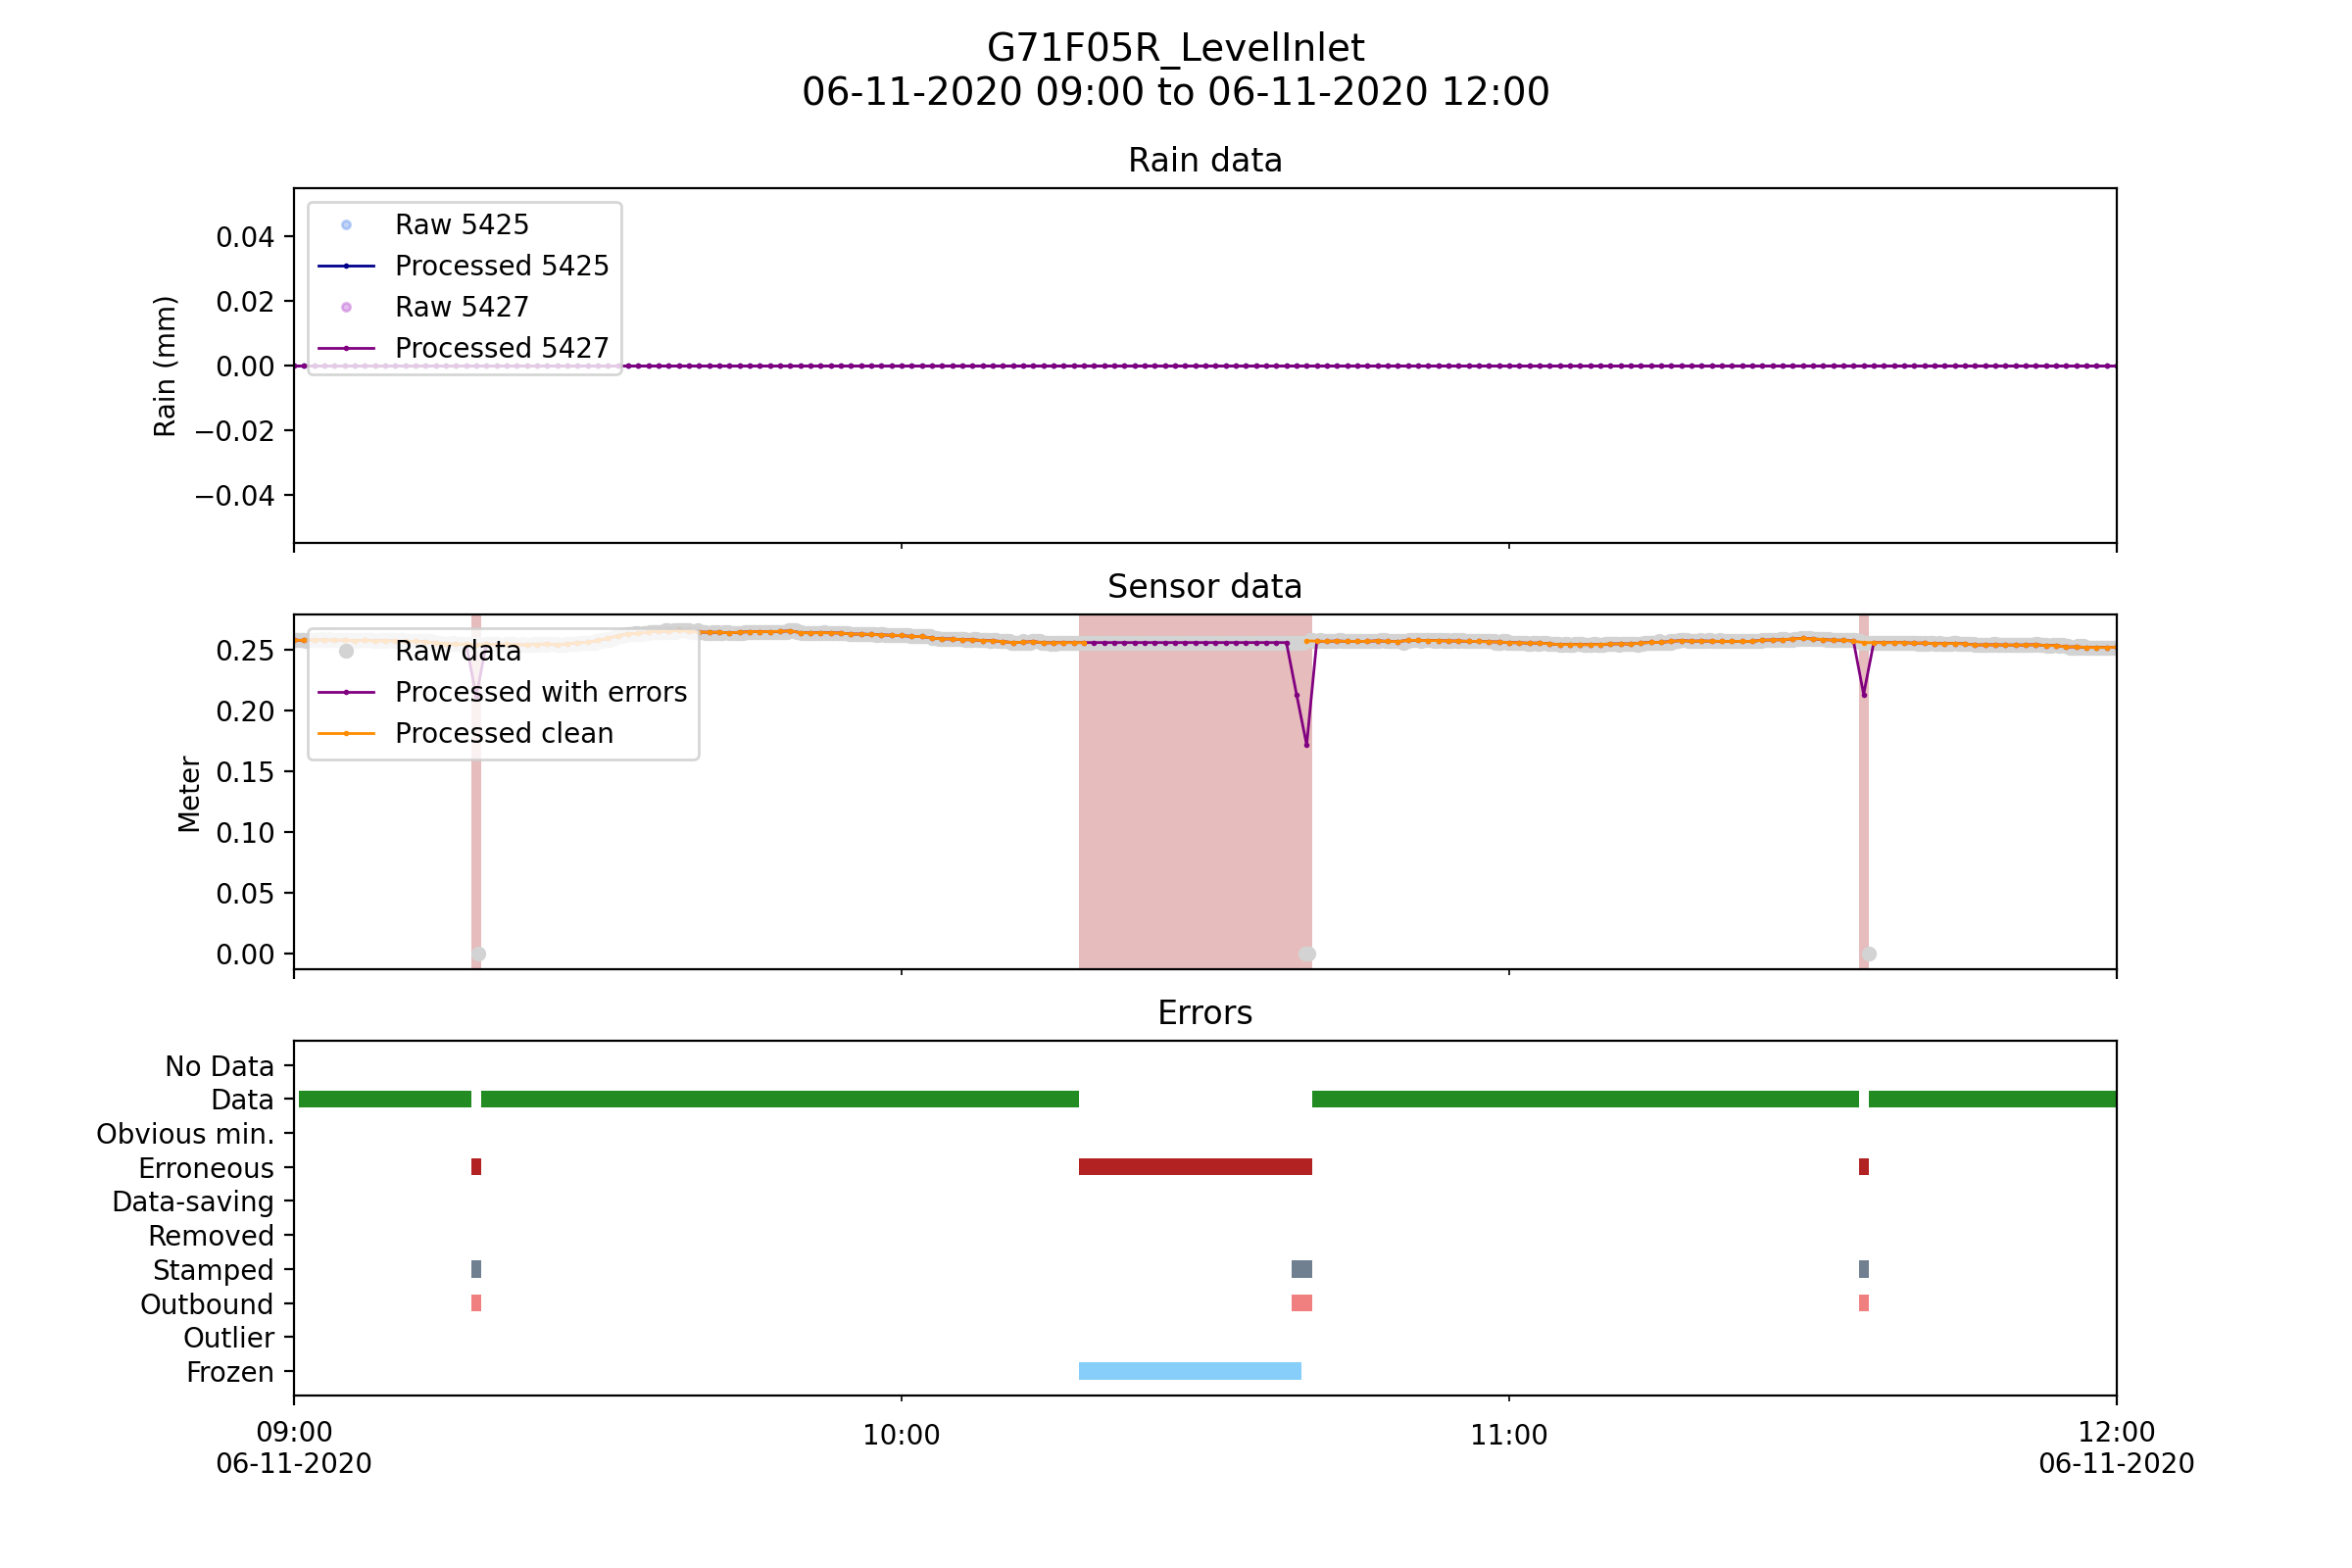 G71F05R_LevelInlet
06-11-2020 09:00 to 06-11-2020 12:00
Rain data
Raw 5425
Processed 5425
Raw 5427
Processed 5427
0.04
0.02
0.00
−0.02
−0.04
Rain (mm)
Sensor data
Raw data
Processed with errors
Processed clean
0.25
0.20
0.15
0.10
0.05
0.00
Meter
Errors
No Data
Data
Obvious min.
Erroneous
Data-saving
Removed
Stamped
Outbound
Outlier
Frozen
09:00 10:00 11:00 12:00
06-11-2020 06-11-2020